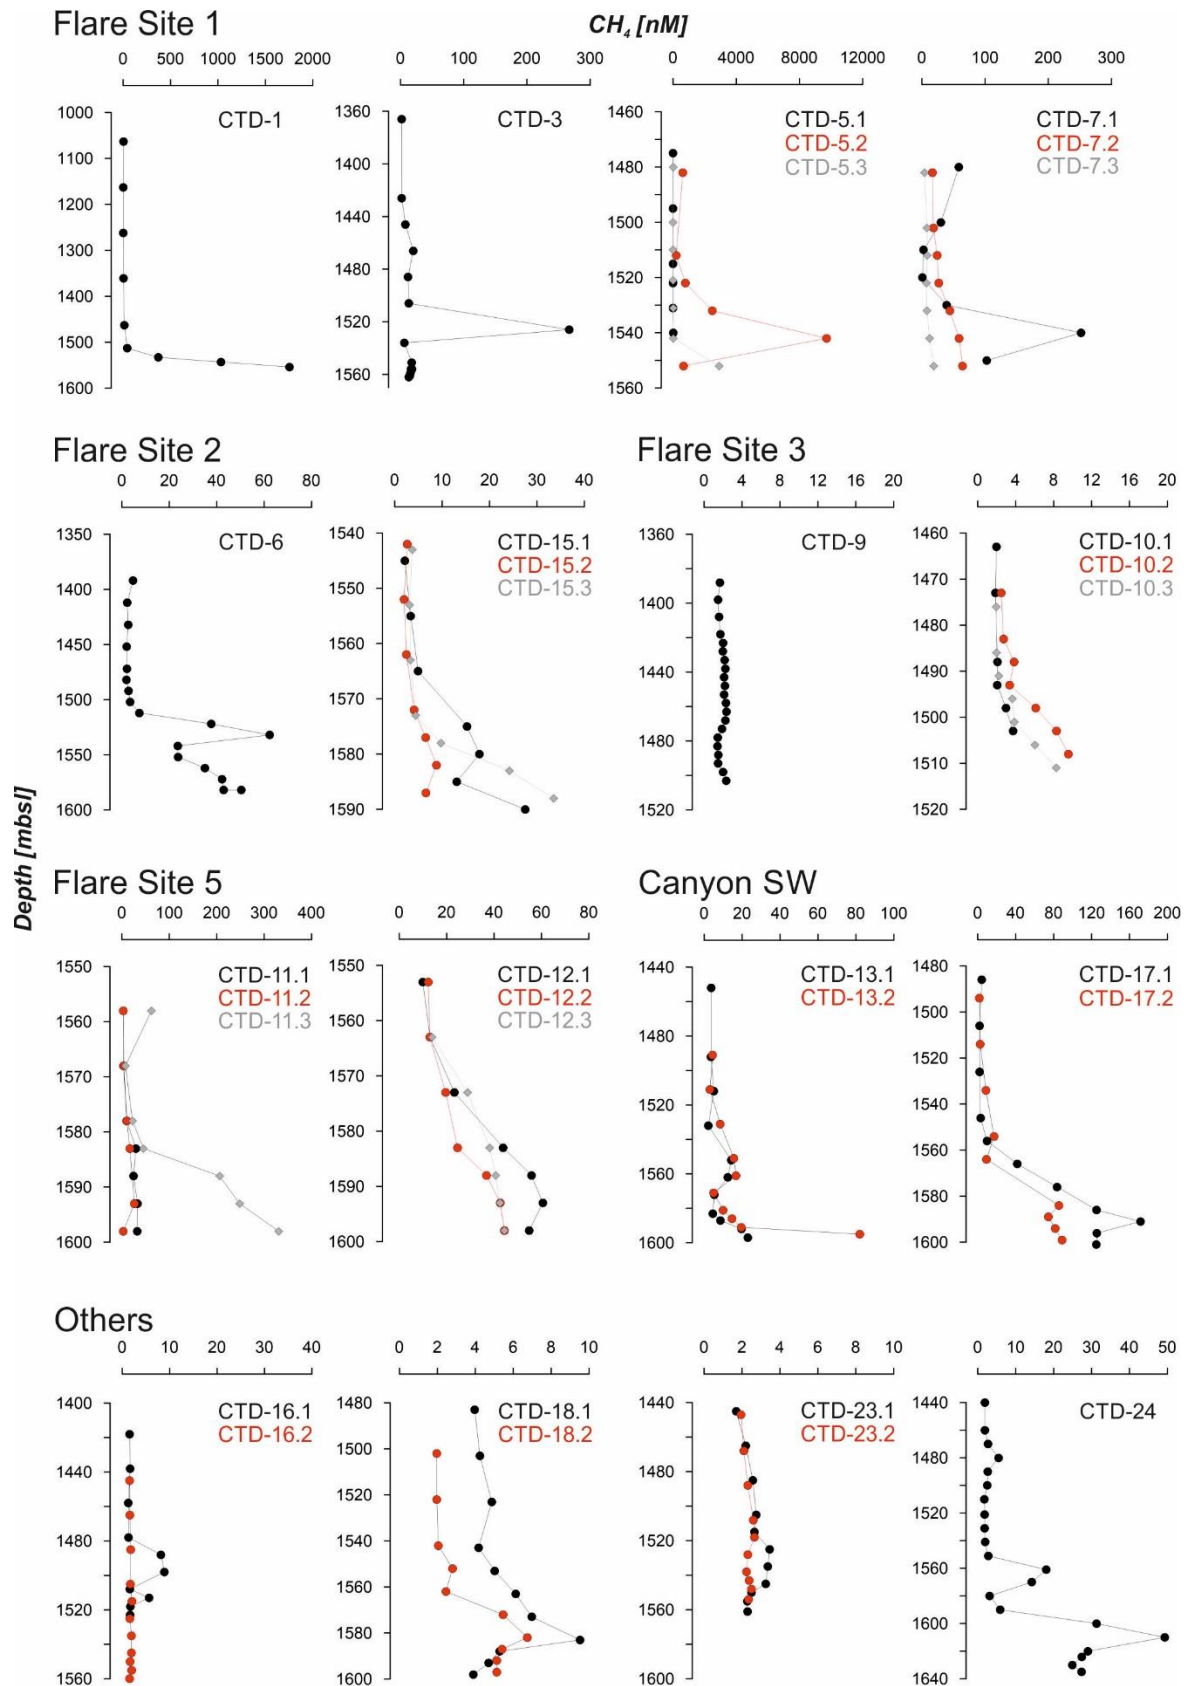 Flare Site 1
CH4 [nM]
0 500 1000 1500 2000
0 100 200 300
0 4000 8000 12000
0 100 200 300
CTD-1
1000
1100
1200
1300
1400
1500
1600
CTD-3
1360
1400
1440
1480
1520
1560
CTD-5.1
CTD-5.2
CTD-5.3
1460
1480
1500
1520
1540
1560
CTD-7.1
CTD-7.2
CTD-7.3
1460
1480
1500
1520
1540
1560
Flare Site 2
Flare Site 3
0 20 40 60 80
0 10 20 30 40
0 4 8 12 16 20
0 4 8 12 16 20
CTD-6
1350
1400
1450
1500
1550
1600
CTD-15.1
CTD-15.2
CTD-15.3
1540
1550
1560
1570
1580
1590
CTD-9
1360
1400
1440
1480
1520
CTD-10.1
CTD-10.2
CTD-10.3
1460
1470
1480
1490
1500
1510
1520
Depth [mbsl]
Flare Site 5
Canyon SW
0 100 200 300 400
0 20 40 60 80
0 20 40 60 80 100
0 40 80 120 160 200
CTD-11.1
CTD-11.2
CTD-11.3
1550
1560
1570
1580
1590
1600
CTD-12.1
CTD-12.2
CTD-12.3
1550
1560
1570
1580
1590
1600
CTD-13.1
CTD-13.2
1440
1480
1520
1560
1600
CTD-17.1
CTD-17.2
1480
1500
1520
1540
1560
1580
1600
Others
0 10 20 30 40
0 2 4 6 8 10
0 2 4 6 8 10
0 10 20 30 40 50
CTD-16.1
CTD-16.2
1400
1440
1480
1520
1560
CTD-18.1
CTD-18.2
1480
1500
1520
1540
1560
1580
1600
CTD-23.1
CTD-23.2
1440
1480
1520
1560
1600
CTD-24
1440
1480
1520
1560
1600
1640